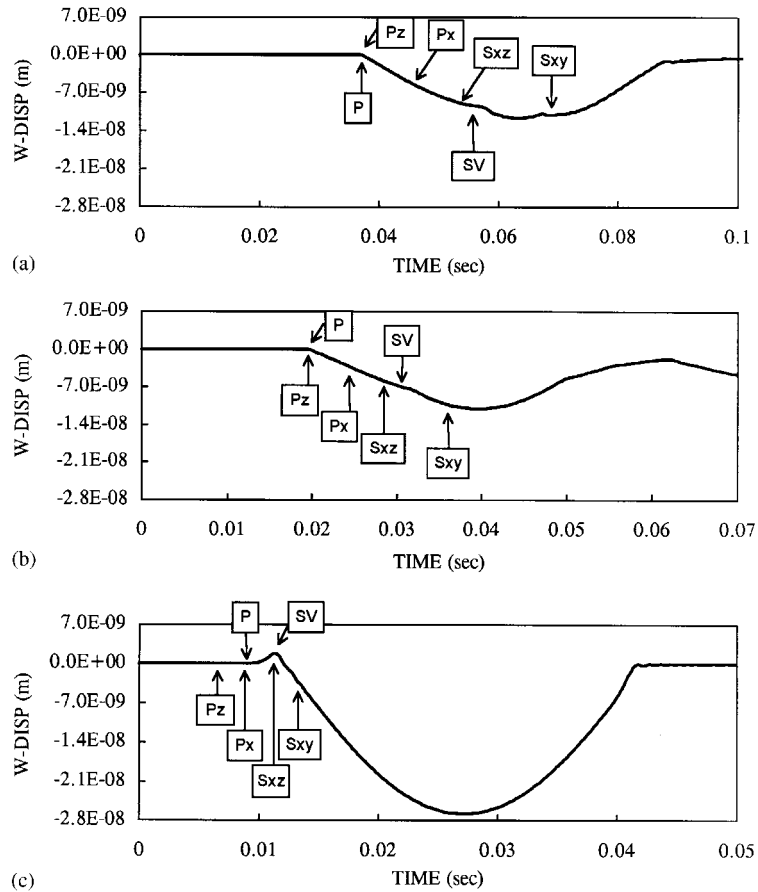 7.0E-09
0.0E+00
-7.0E-09
-1.4E-08
-2.1E-08
-2.8E-08
W-DISP (m)
Pz
Px
Sxz
Sxy
P
SV
0
0.02
0.04
0.06
0.08
0.1
TIME (sec)
(a)
7.0E-09
0.0E+00
-7.0E-09
-1.4E-08
-2.1E-08
-2.8E-08
W-DISP (m)
P
SV
Pz
Px
Sxz
Sxy
0
0.01
0.02
0.03
0.04
0.05
0.06
0.07
TIME (sec)
(b)
7.0E-09
0.0E+00
-7.0E-09
-1.4E-08
-2.1E-08
-2.8E-08
W-DISP (m)
P
SV
Pz
Px
Sxz
Sxy
0
0.01
0.02
0.03
0.04
0.05
TIME (sec)
(c)